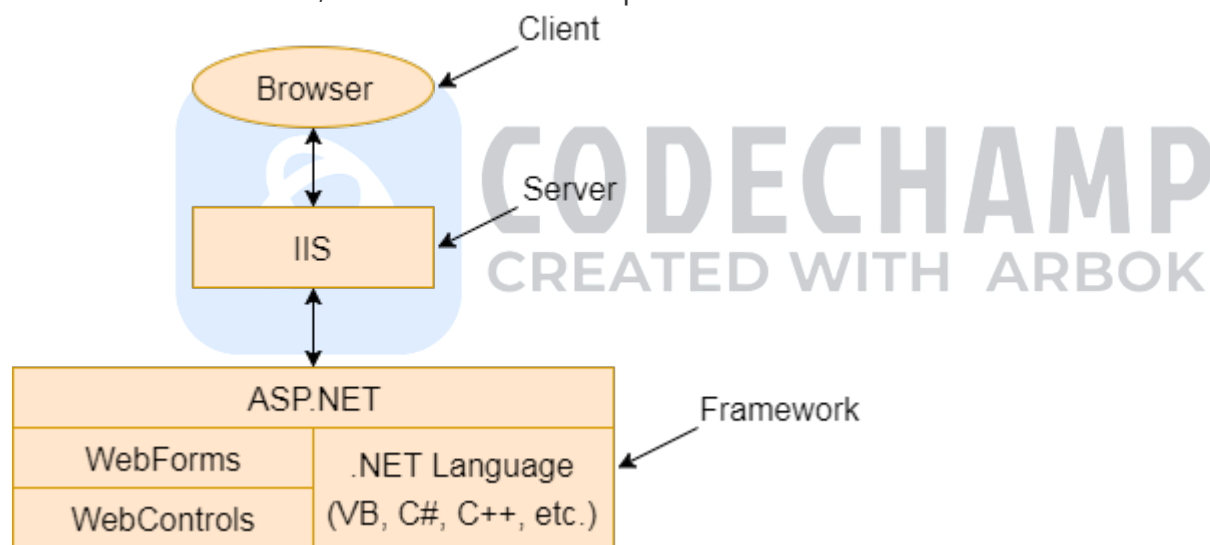 Client
Browser
CODECHAMP
Server
IIS
CREATED WITH ARBOK
ASP.NET
Framework
WebForms
.NET Language
WebControls
(VB, C#, C++, etc.)